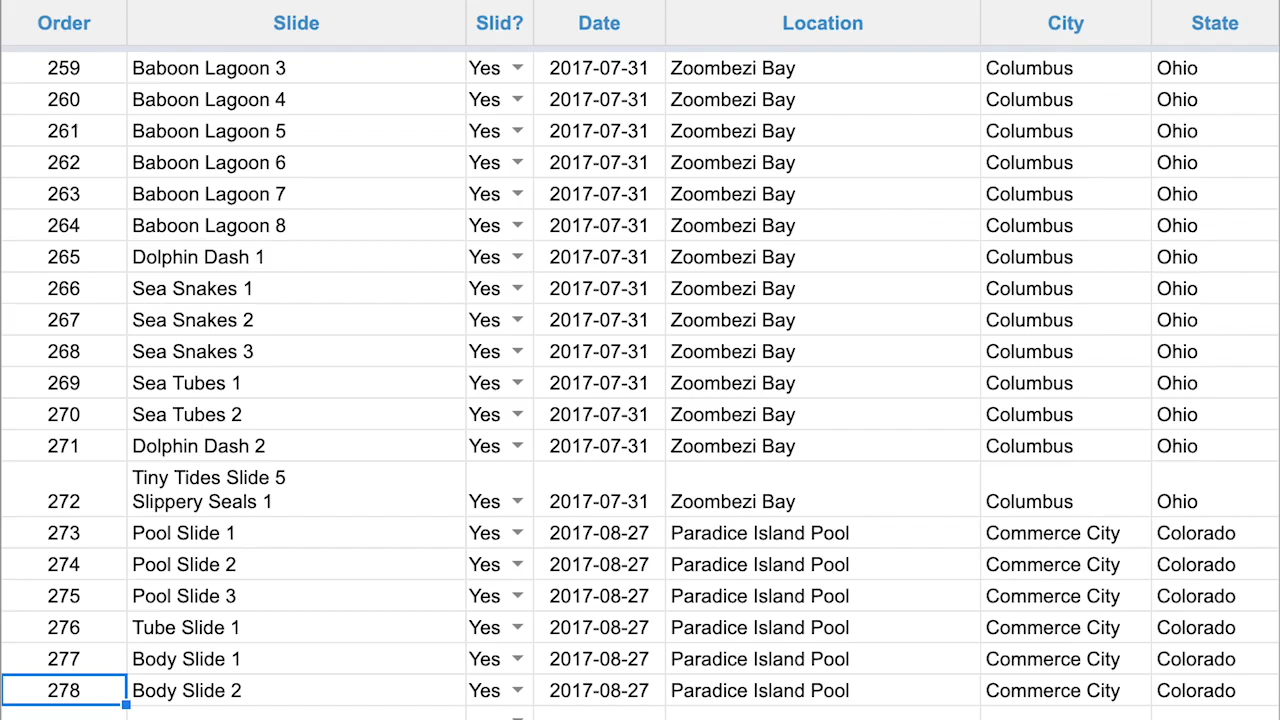 Order Slide Slid? Date Location City State
259 Baboon Lagoon 3 Yes 2017-07-31 Zoombezi Bay Columbus Ohio
260 Baboon Lagoon 4 Yes 2017-07-31 Zoombezi Bay Columbus Ohio
261 Baboon Lagoon 5 Yes 2017-07-31 Zoombezi Bay Columbus Ohio
262 Baboon Lagoon 6 Yes 2017-07-31 Zoombezi Bay Columbus Ohio
263 Baboon Lagoon 7 Yes 2017-07-31 Zoombezi Bay Columbus Ohio
264 Baboon Lagoon 8 Yes 2017-07-31 Zoombezi Bay Columbus Ohio
265 Dolphin Dash 1 Yes 2017-07-31 Zoombezi Bay Columbus Ohio
266 Sea Snakes 1 Yes 2017-07-31 Zoombezi Bay Columbus Ohio
267 Sea Snakes 2 Yes 2017-07-31 Zoombezi Bay Columbus Ohio
268 Sea Snakes 3 Yes 2017-07-31 Zoombezi Bay Columbus Ohio
269 Sea Tubes 1 Yes 2017-07-31 Zoombezi Bay Columbus Ohio
270 Sea Tubes 2 Yes 2017-07-31 Zoombezi Bay Columbus Ohio
271 Dolphin Dash 2 Yes 2017-07-31 Zoombezi Bay Columbus Ohio
Tiny Tides Slide 5
272 Slippery Seals 1 Yes 2017-07-31 Zoombezi Bay Columbus Ohio
273 Pool Slide 1 Yes 2017-08-27 Paradice Island Pool Commerce City Colorado
274 Pool Slide 2 Yes 2017-08-27 Paradice Island Pool Commerce City Colorado
275 Pool Slide 3 Yes 2017-08-27 Paradice Island Pool Commerce City Colorado
276 Tube Slide 1 Yes 2017-08-27 Paradice Island Pool Commerce City Colorado
277 Body Slide 1 Yes 2017-08-27 Paradice Island Pool Commerce City Colorado
278 Body Slide 2 Yes 2017-08-27 Paradice Island Pool Commerce City Colorado